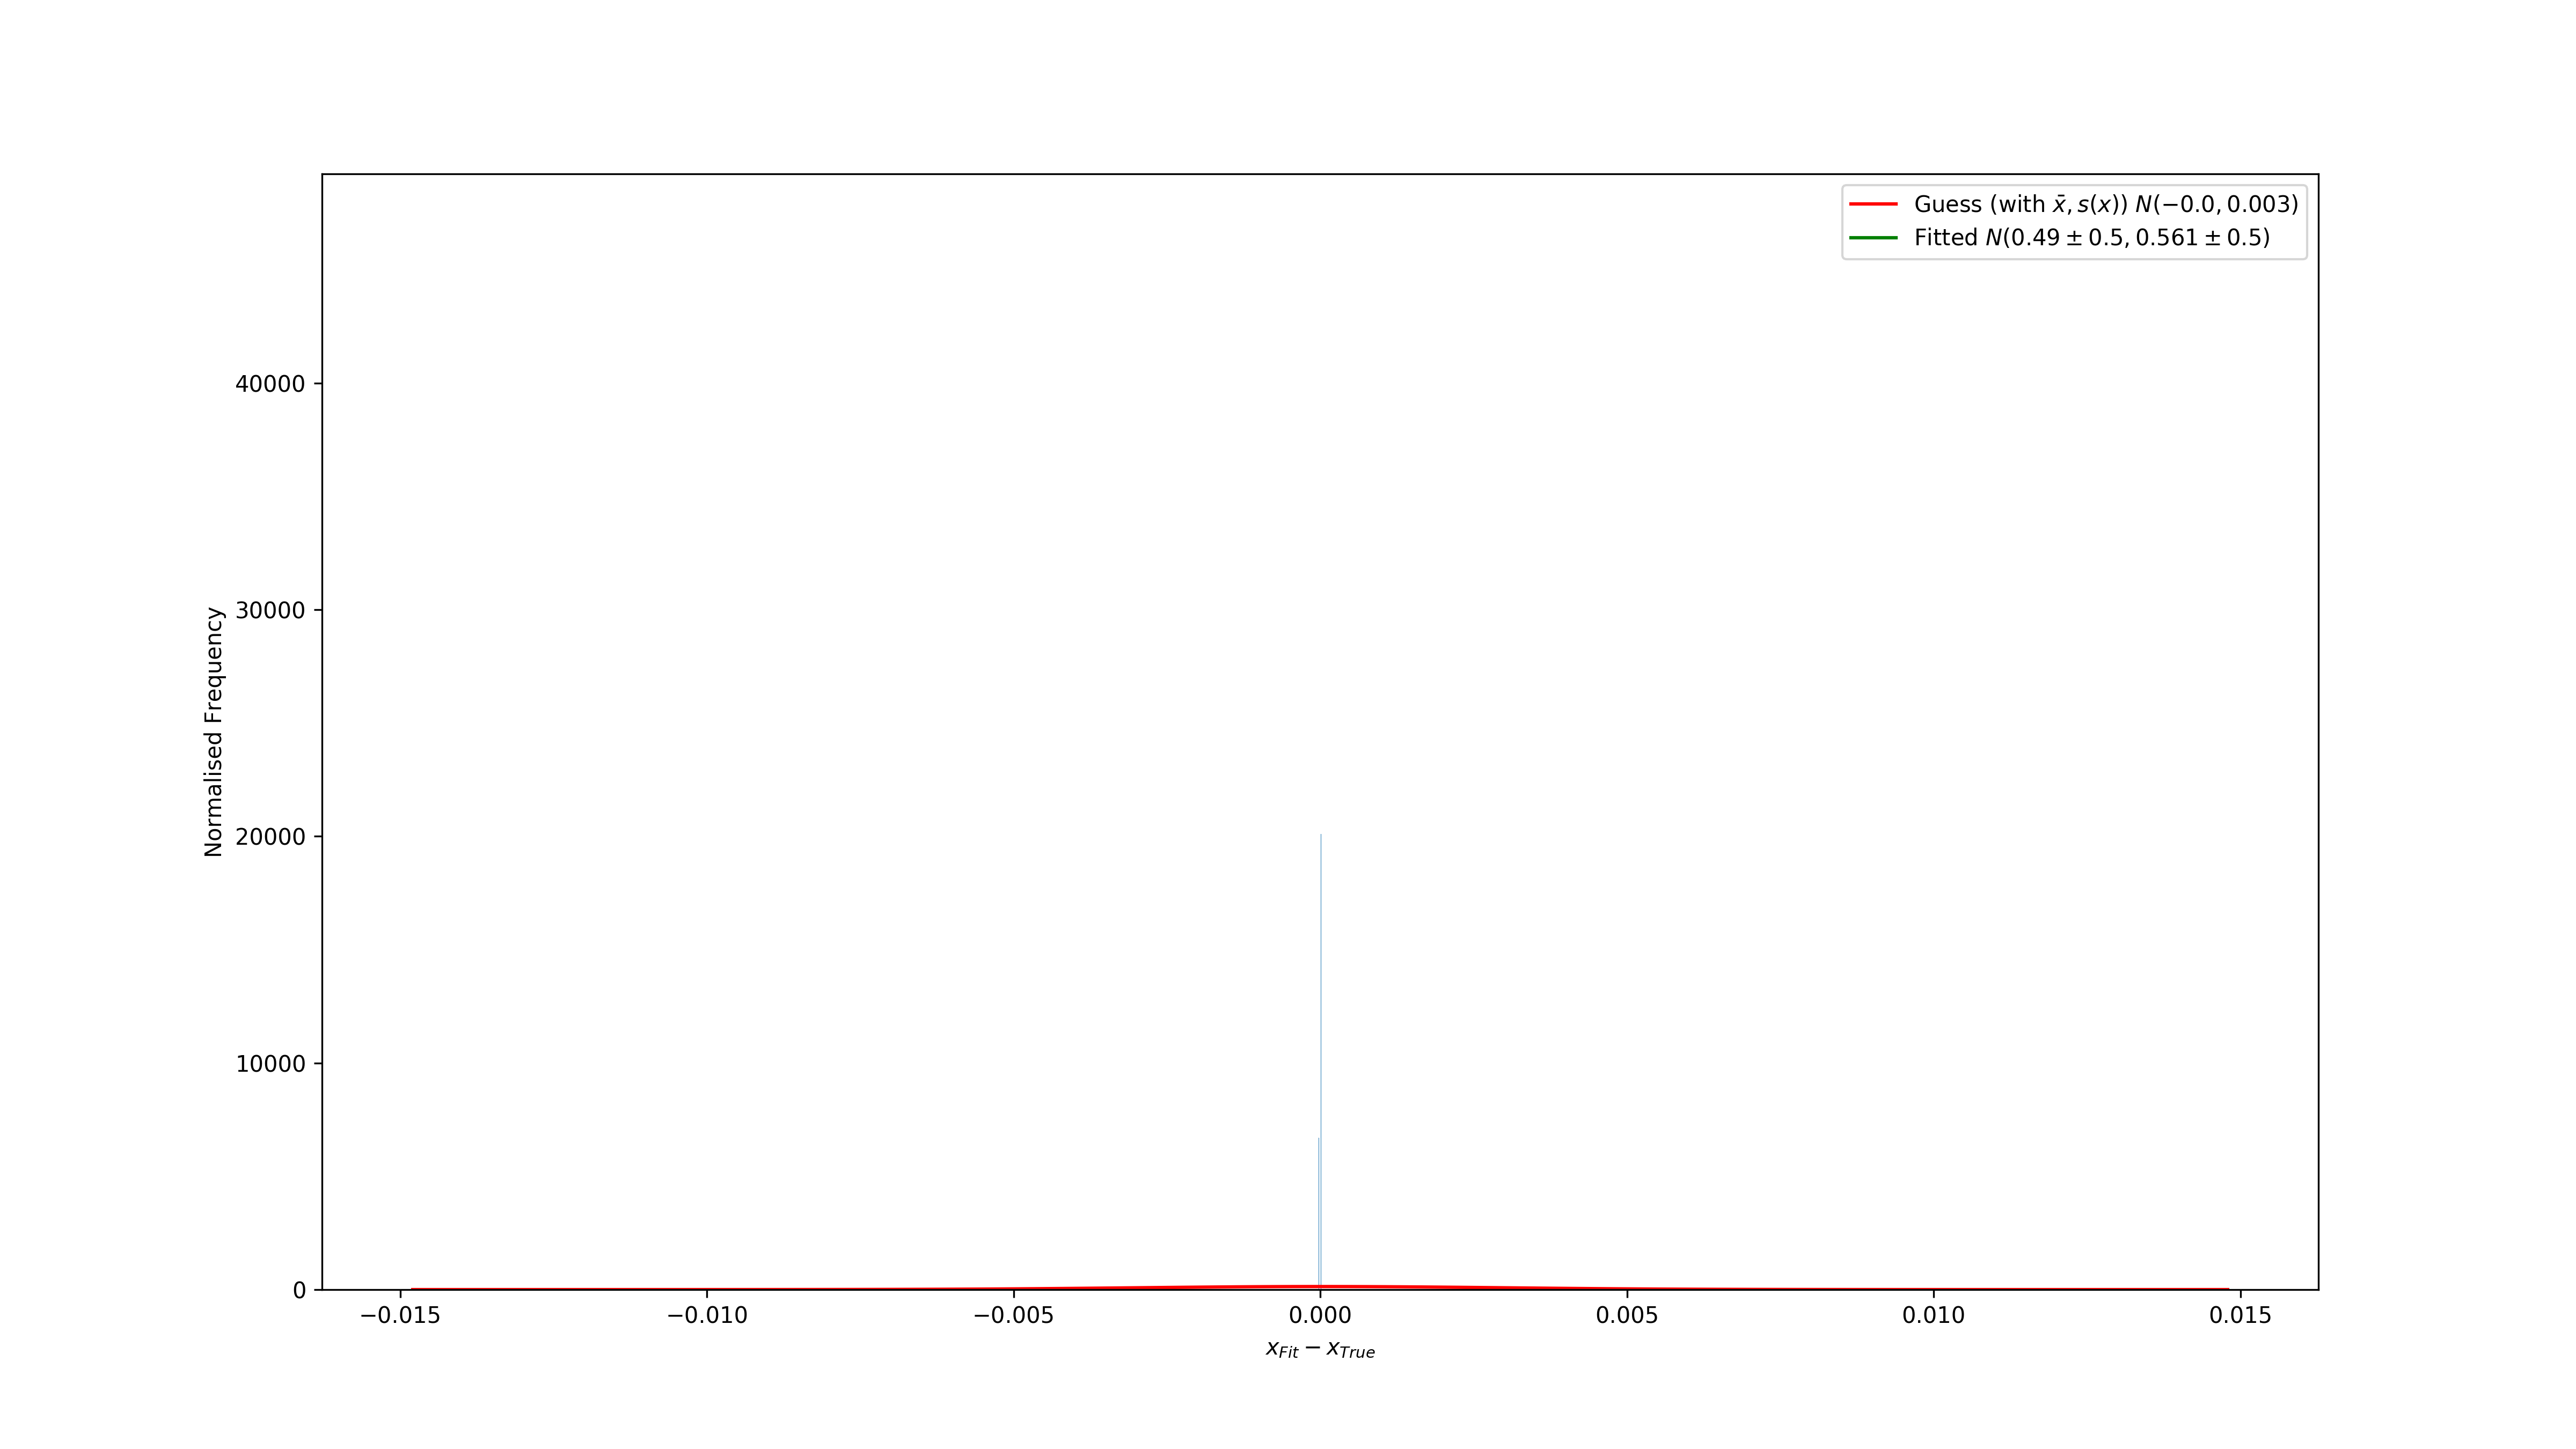 Guess (with x̄, s(x)) N(−0.0, 0.003)
Fitted N(0.49 ± 0.5, 0.561 ± 0.5)
Normalised Frequency
40000
30000
20000
10000
0
−0.015 −0.010 −0.005 0.000 0.005 0.010 0.015
x_Fit − x_True